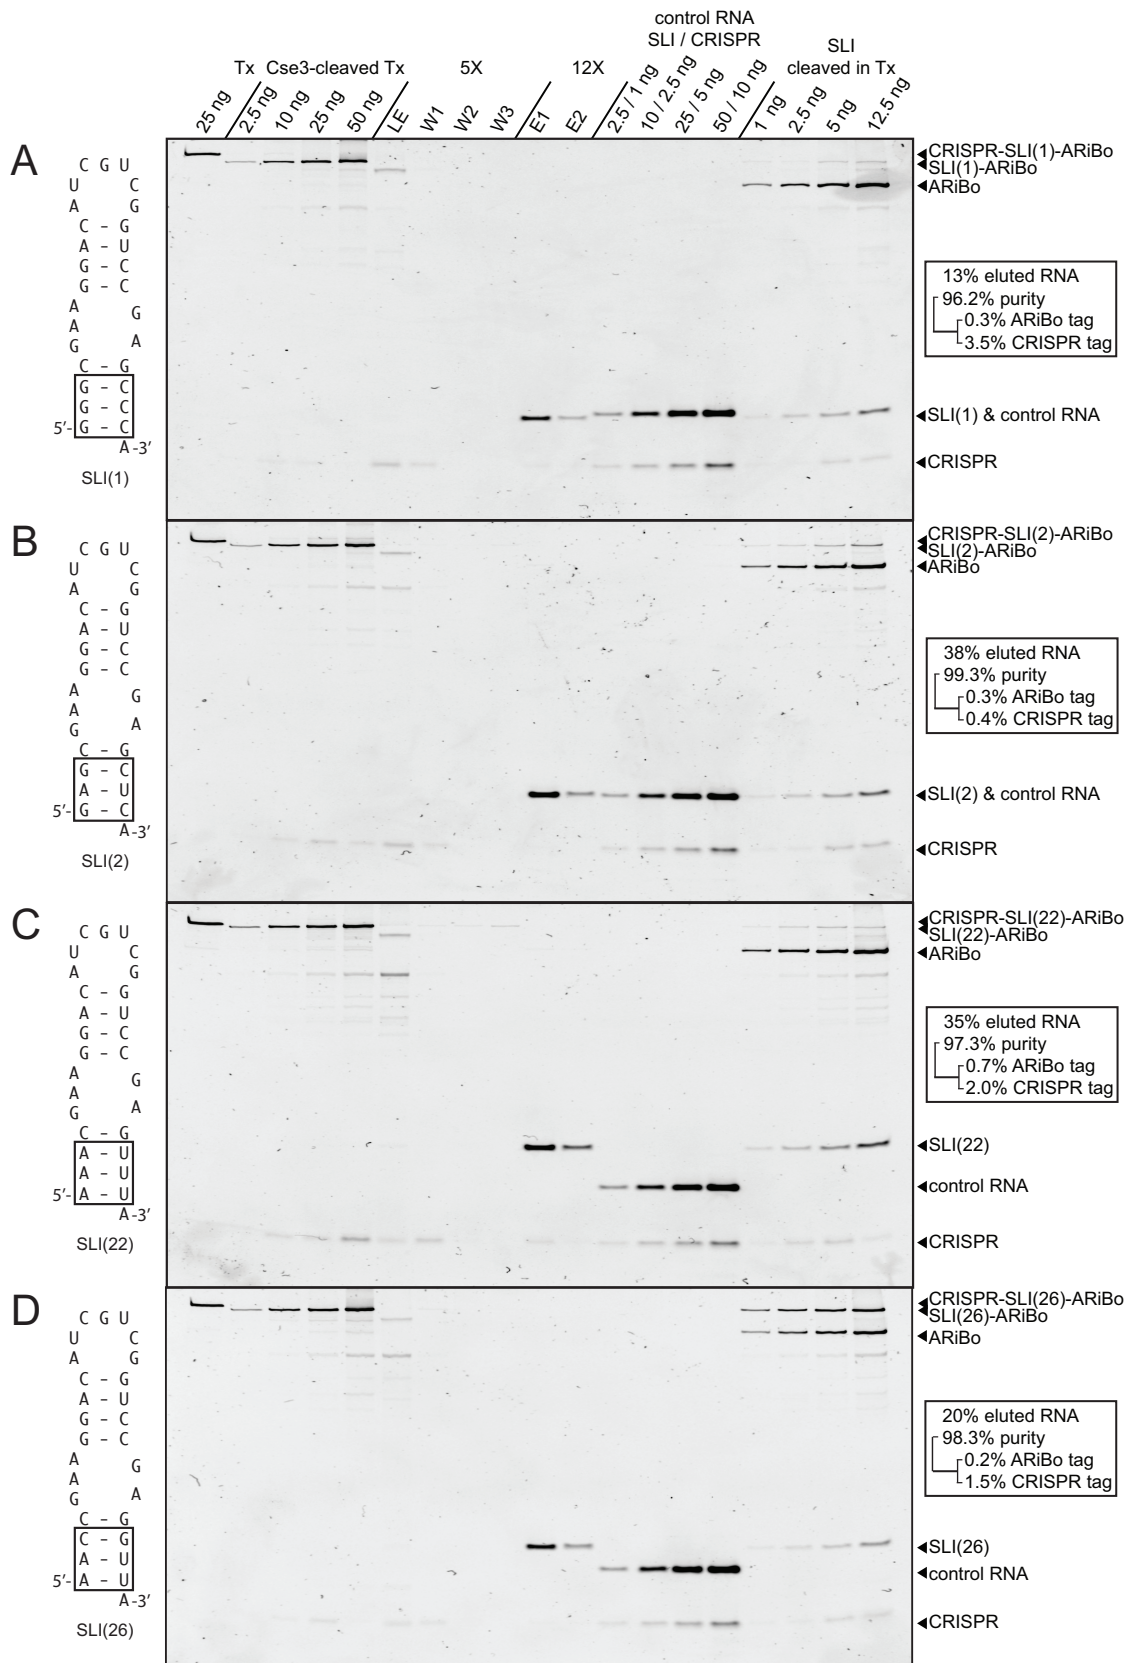 control RNA
SLI / CRISPR
SLI
cleaved in Tx
Tx Cse3-cleaved Tx 5X 12X
25 ng 2.5 ng 10 ng 25 ng 50 ng LE W1 W2 W3 E1 E2 2.5 / 1 ng 10 / 2.5 ng 25 / 5 ng 50 / 10 ng 1 ng 2.5 ng 5 ng 12.5 ng
A
C G U
U C
A G
C - G
A - U
G - C
G - C
A G
A A
G
C - G
G - C
G - C
5'-G - C
A-3'
SLI(1)
CRISPR-SLI(1)-ARiBo
SLI(1)-ARiBo
ARiBo
13% eluted RNA
96.2% purity
0.3% ARiBo tag
3.5% CRISPR tag
SLI(1) & control RNA
CRISPR
B
C G U
U C
A G
C - G
A - U
G - C
G - C
A G
A A
G
C - G
G - C
A - U
5'-G - C
A-3'
SLI(2)
CRISPR-SLI(2)-ARiBo
SLI(2)-ARiBo
ARiBo
38% eluted RNA
99.3% purity
0.3% ARiBo tag
0.4% CRISPR tag
SLI(2) & control RNA
CRISPR
C
C G U
U C
A G
C - G
A - U
G - C
G - C
A G
A A
G
C - G
A - U
A - U
5'-A - U
A-3'
SLI(22)
CRISPR-SLI(22)-ARiBo
SLI(22)-ARiBo
ARiBo
35% eluted RNA
97.3% purity
0.7% ARiBo tag
2.0% CRISPR tag
SLI(22)
control RNA
CRISPR
D
C G U
U C
A G
C - G
A - U
G - C
G - C
A G
A A
G
C - G
C - G
A - U
5'-A - U
A-3'
SLI(26)
CRISPR-SLI(26)-ARiBo
SLI(26)-ARiBo
ARiBo
20% eluted RNA
98.3% purity
0.2% ARiBo tag
1.5% CRISPR tag
SLI(26)
control RNA
CRISPR